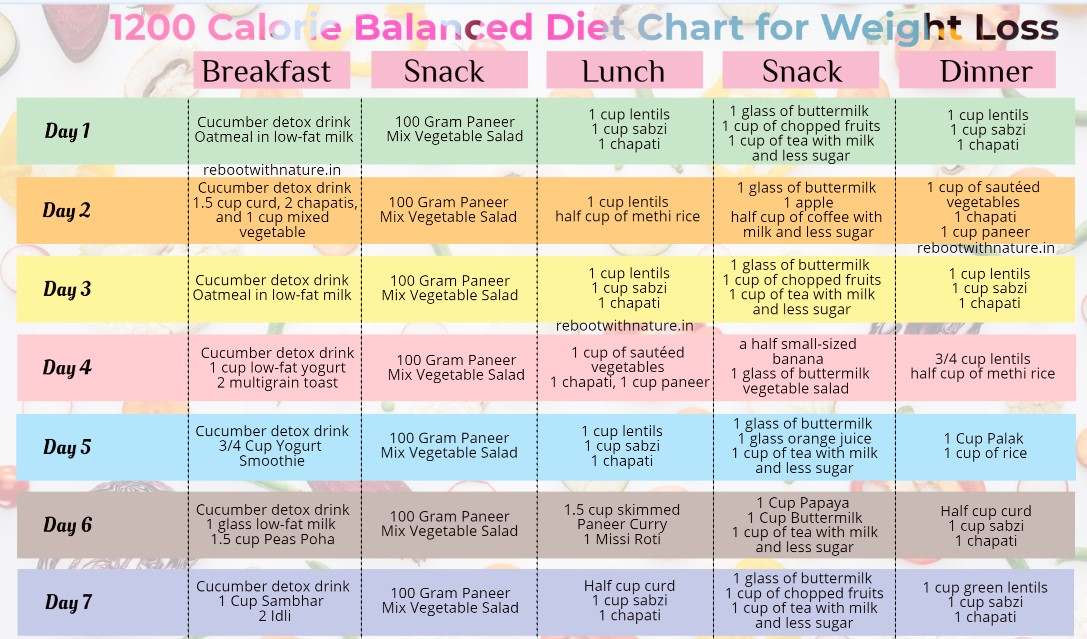 1200 Calorie Balanced Diet Chart for Weight Loss
Breakfast
Snack
Lunch
Snack
Dinner
Day 1
Cucumber detox drink
Oatmeal in low-fat milk
100 Gram Paneer
Mix Vegetable Salad
1 cup lentils
1 cup sabzi
1 chapati
1 glass of buttermilk
1 cup of chopped fruits
1 cup of tea with milk
and less sugar
1 cup lentils
1 cup sabzi
1 chapati
rebootwithnature.in
Day 2
Cucumber detox drink
1.5 cup curd, 2 chapatis,
and 1 cup mixed
vegetable
100 Gram Paneer
Mix Vegetable Salad
1 cup lentils
half cup of methi rice
1 glass of buttermilk
1 apple
half cup of coffee with
milk and less sugar
1 cup of sautéed
vegetables
1 chapati
1 cup paneer
rebootwithnature.in
Day 3
Cucumber detox drink
Oatmeal in low-fat milk
100 Gram Paneer
Mix Vegetable Salad
1 cup lentils
1 cup sabzi
1 chapati
1 glass of buttermilk
1 cup of chopped fruits
1 cup of tea with milk
and less sugar
1 cup lentils
1 cup sabzi
1 chapati
rebootwithnature.in
Day 4
Cucumber detox drink
1 cup low-fat yogurt
2 multigrain toast
100 Gram Paneer
Mix Vegetable Salad
1 cup of sautéed
vegetables
1 chapati, 1 cup paneer
a half small-sized
banana
1 glass of buttermilk
vegetable salad
3/4 cup lentils
half cup of methi rice
Day 5
Cucumber detox drink
3/4 Cup Yogurt
Smoothie
100 Gram Paneer
Mix Vegetable Salad
1 cup lentils
1 cup sabzi
1 chapati
1 glass of buttermilk
1 glass orange juice
1 cup of tea with milk
and less sugar
1 Cup Palak
1 cup of rice
Day 6
Cucumber detox drink
1 glass low-fat milk
1.5 cup Peas Poha
100 Gram Paneer
Mix Vegetable Salad
1.5 cup skimmed
Paneer Curry
1 Missi Roti
1 Cup Papaya
1 Cup Buttermilk
1 cup of tea with milk
and less sugar
Half cup curd
1 cup sabzi
1 chapati
Day 7
Cucumber detox drink
1 Cup Sambhar
2 Idli
100 Gram Paneer
Mix Vegetable Salad
Half cup curd
1 cup sabzi
1 chapati
1 glass of buttermilk
1 cup of chopped fruits
1 cup of tea with milk
and less sugar
1 cup green lentils
1 cup sabzi
1 chapati